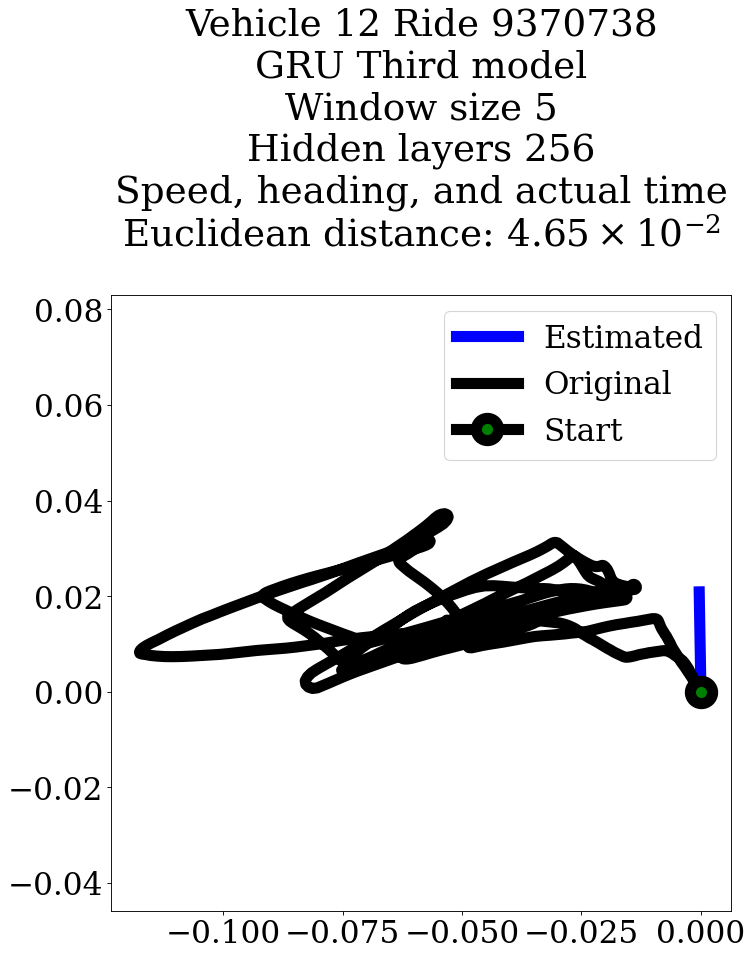 Vehicle 12 Ride 9370738
GRU Third model
Window size 5
Hidden layers 256
Speed, heading, and actual time
Euclidean distance: 4.65 × 10⁻²
Estimated
Original
Start
0.08
0.06
0.04
0.02
0.00
−0.02
−0.04
−0.100 −0.075 −0.050 −0.025 0.000